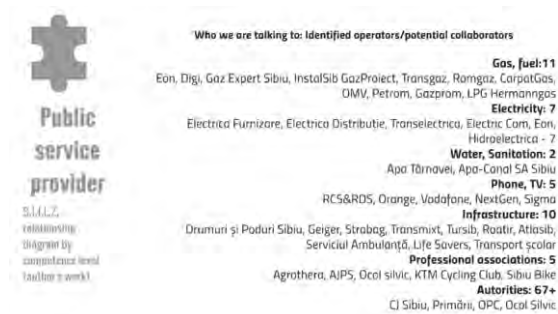 Who we are talking to: Identified operators/potential collaborators
Gas, fuel:11
Eon, Digi, Gaz Expert Sibiu, InstalSib GazProiect, Transgaz, Romgaz, CarpatGas,
OMV, Petrom, Gazprom, LPG Hermanngas
Electricity: 7
Electrica Furnizare, Electrica Distributie, Transelectrica, Electric Com, Eon,
Hidroelectrica - 7
Water, Sanitation: 2
Apa Târnavei, Apa-Canal SA Sibiu
Phone, TV: 5
RCS&RDS, Orange, Vodafone, NextGen, Sigma
Infrastructure: 10
Drumuri și Poduri Sibiu, Geiger, Strabag, Transmixt, Tursib, Roatir, Atlasib,
Serviciul Ambulanță, Life Savers, Transport școlar
Professional associations: 5
Agrothera, AJPS, Ocol silvic, KTM Cycling Club, Sibiu Bike
Autorities: 67+
CJ Sibiu, Primării, OPC, Ocol Silvic
Public
service
provider
relationship
diagram by
competence level
(author's work)